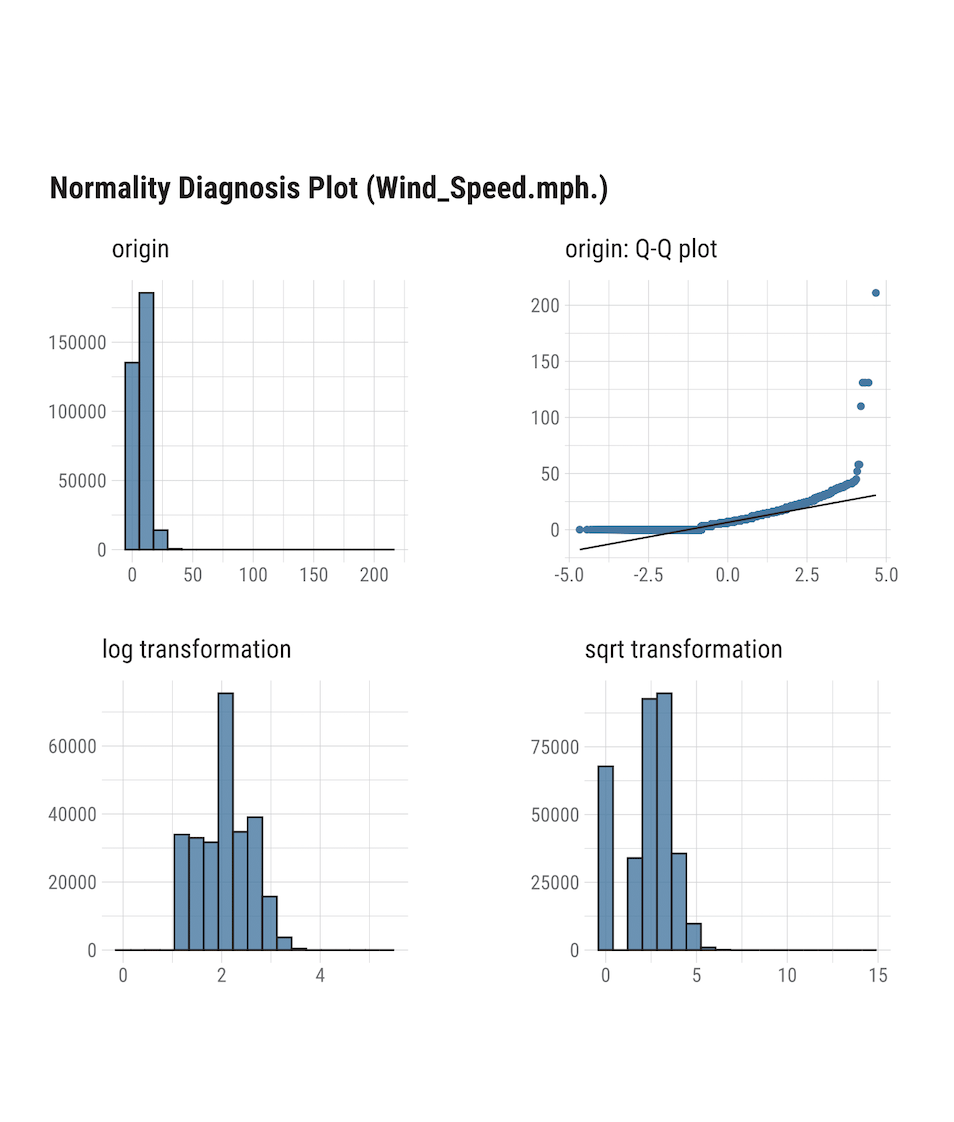 Normality Diagnosis Plot (Wind_Speed.mph.)
origin
150000
100000
50000
0
0 50 100 150 200
origin: Q-Q plot
200
150
100
50
0
-5.0 -2.5 0.0 2.5 5.0
log transformation
60000
40000
20000
0
0 2 4
sqrt transformation
75000
50000
25000
0
0 5 10 15